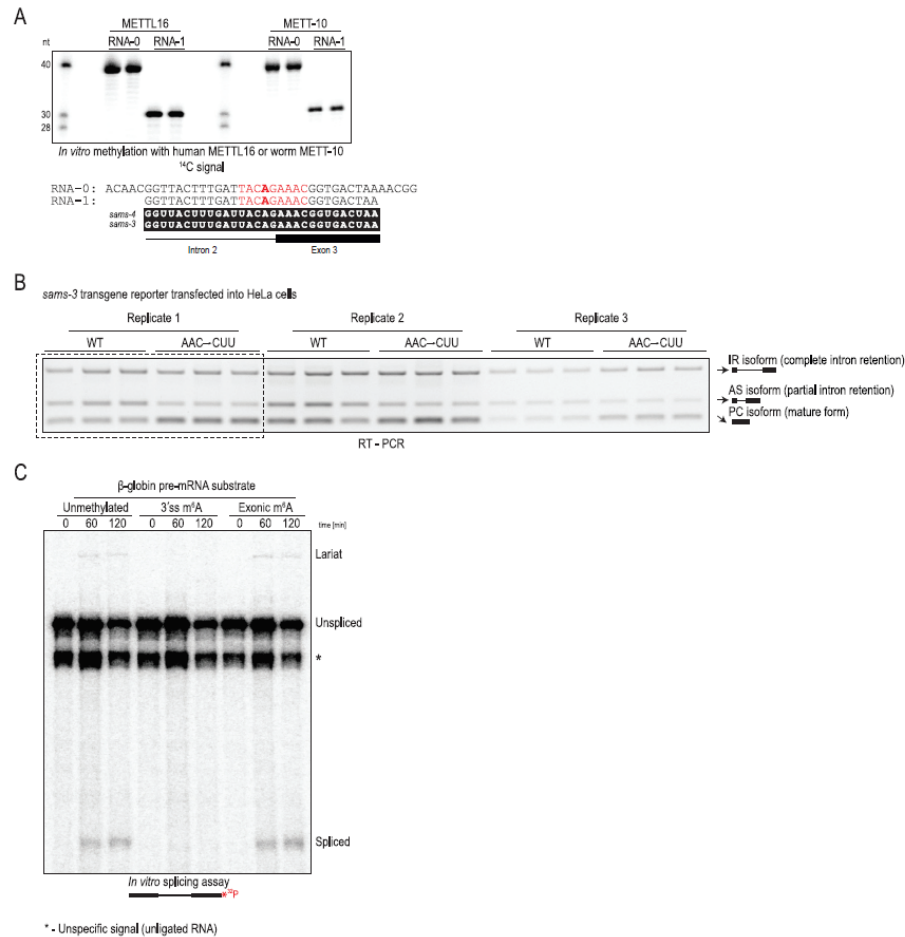 A
METTL16 METT-10
nt RNA-0 RNA-1 RNA-0 RNA-1
40
30
28
In vitro methylation with human METTL16 or worm METT-10
14C signal
RNA-0: ACAACGGTTACTTTGATTACAGAAACGGTGACTAAAACGG
RNA-1: GGTTACTTTGATTACAGAAACGGTGACTAA
sams-4 GGUUACUUUGAUUACAGAAACGGUGACUAA
sams-3 GGUUACUUUGAUUACAGAAACGGUGACUAA
Intron 2 Exon 3
B
sams-3 transgene reporter transfected into HeLa cells
Replicate 1 Replicate 2 Replicate 3
WT AAC→CUU WT AAC→CUU WT AAC→CUU
IR isoform (complete intron retention)
AS isoform (partial intron retention)
PC isoform (mature form)
RT - PCR
C
β-globin pre-mRNA substrate
Unmethylated 3'ss m⁶A Exonic m⁶A
0 60 120 0 60 120 0 60 120 time [min]
Lariat
Unspliced
*
Spliced
In vitro splicing assay
*³²P
* - Unspecific signal (unligated RNA)